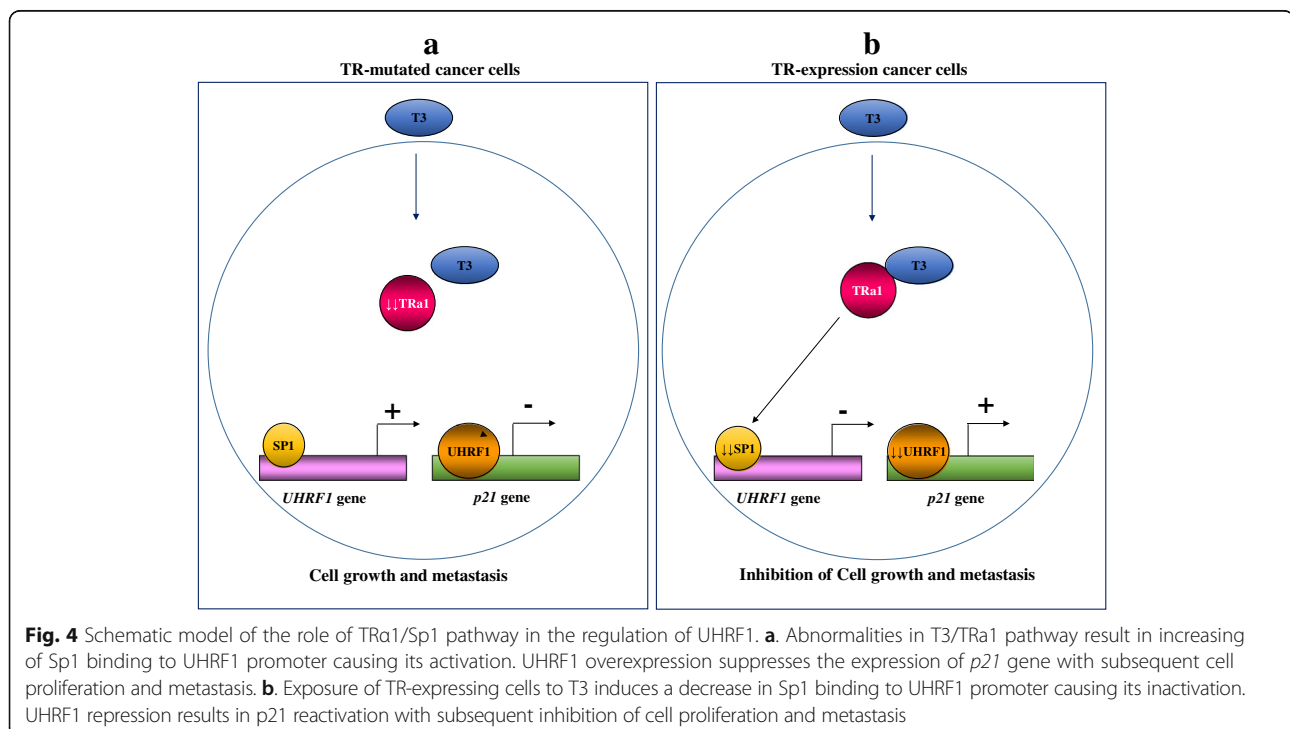 a
TR-mutated cancer cells
T3
T3
↓↓TRa1
+
-
SP1
UHRF1
UHRF1 gene
p21 gene
Cell growth and metastasis
b
TR-expression cancer cells
T3
T3
TRa1
-
+
↓↓SP1
↓↓UHRF1
UHRF1 gene
p21 gene
Inhibition of Cell growth and metastasis
Fig. 4 Schematic model of the role of TRα1/Sp1 pathway in the regulation of UHRF1. a. Abnormalities in T3/TRa1 pathway result in increasing
of Sp1 binding to UHRF1 promoter causing its activation. UHRF1 overexpression suppresses the expression of p21 gene with subsequent cell
proliferation and metastasis. b. Exposure of TR-expressing cells to T3 induces a decrease in Sp1 binding to UHRF1 promoter causing its inactivation.
UHRF1 repression results in p21 reactivation with subsequent inhibition of cell proliferation and metastasis